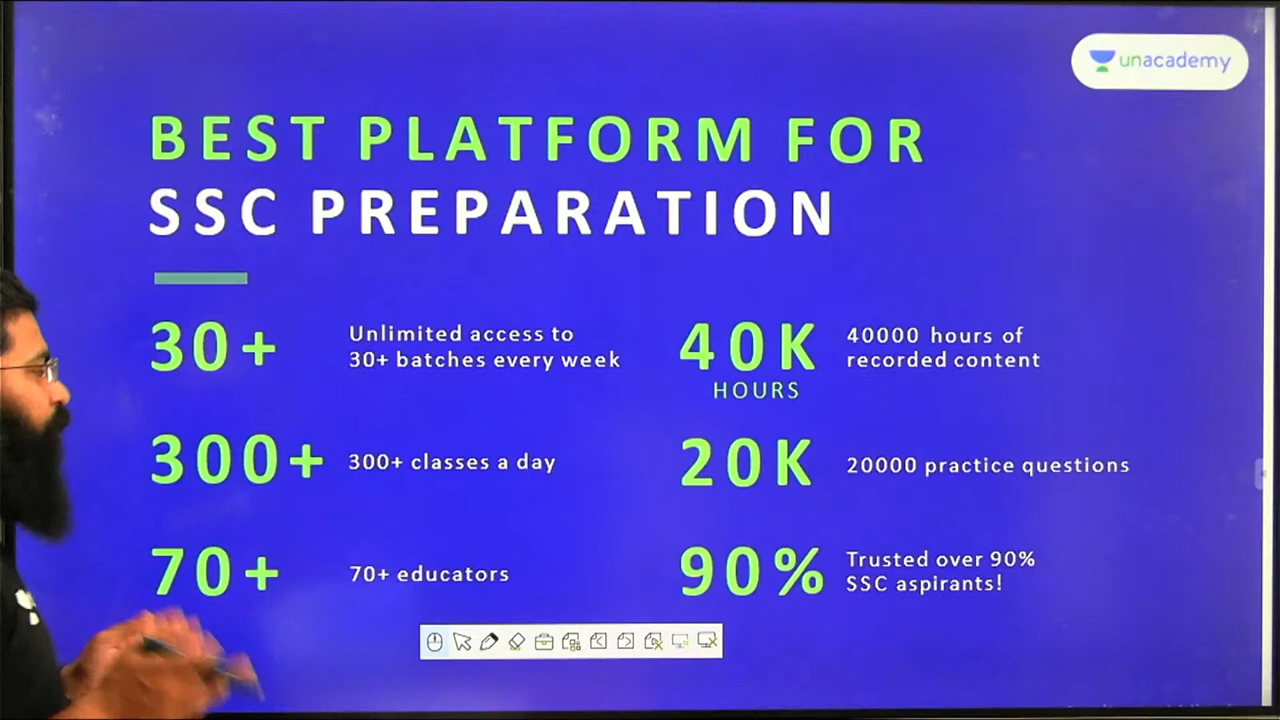 unacademy
BEST PLATFORM FOR
SSC PREPARATION
30+
Unlimited access to
30+ batches every week
40K
HOURS
40000 hours of
recorded content
300+
300+ classes a day
20K
20000 practice questions
70+
70+ educators
90%
Trusted over 90%
SSC aspirants!